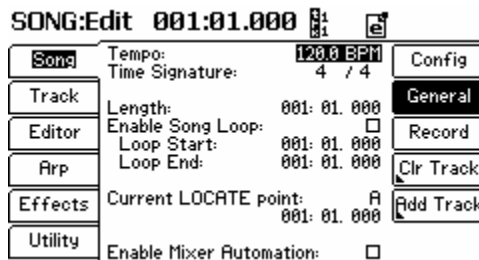 SONG:Edit 001:01.000
Song
Track
Editor
Arp
Effects
Utility
Tempo: 120.0 BPM
Time Signature: 4 / 4
Length: 001: 01. 000
Enable Song Loop:
Loop Start: 001: 01. 000
Loop End: 001: 01. 000
Current LOCATE point: A
001: 01. 000
Enable Mixer Automation:
Config
General
Record
Clr Track
Add Track